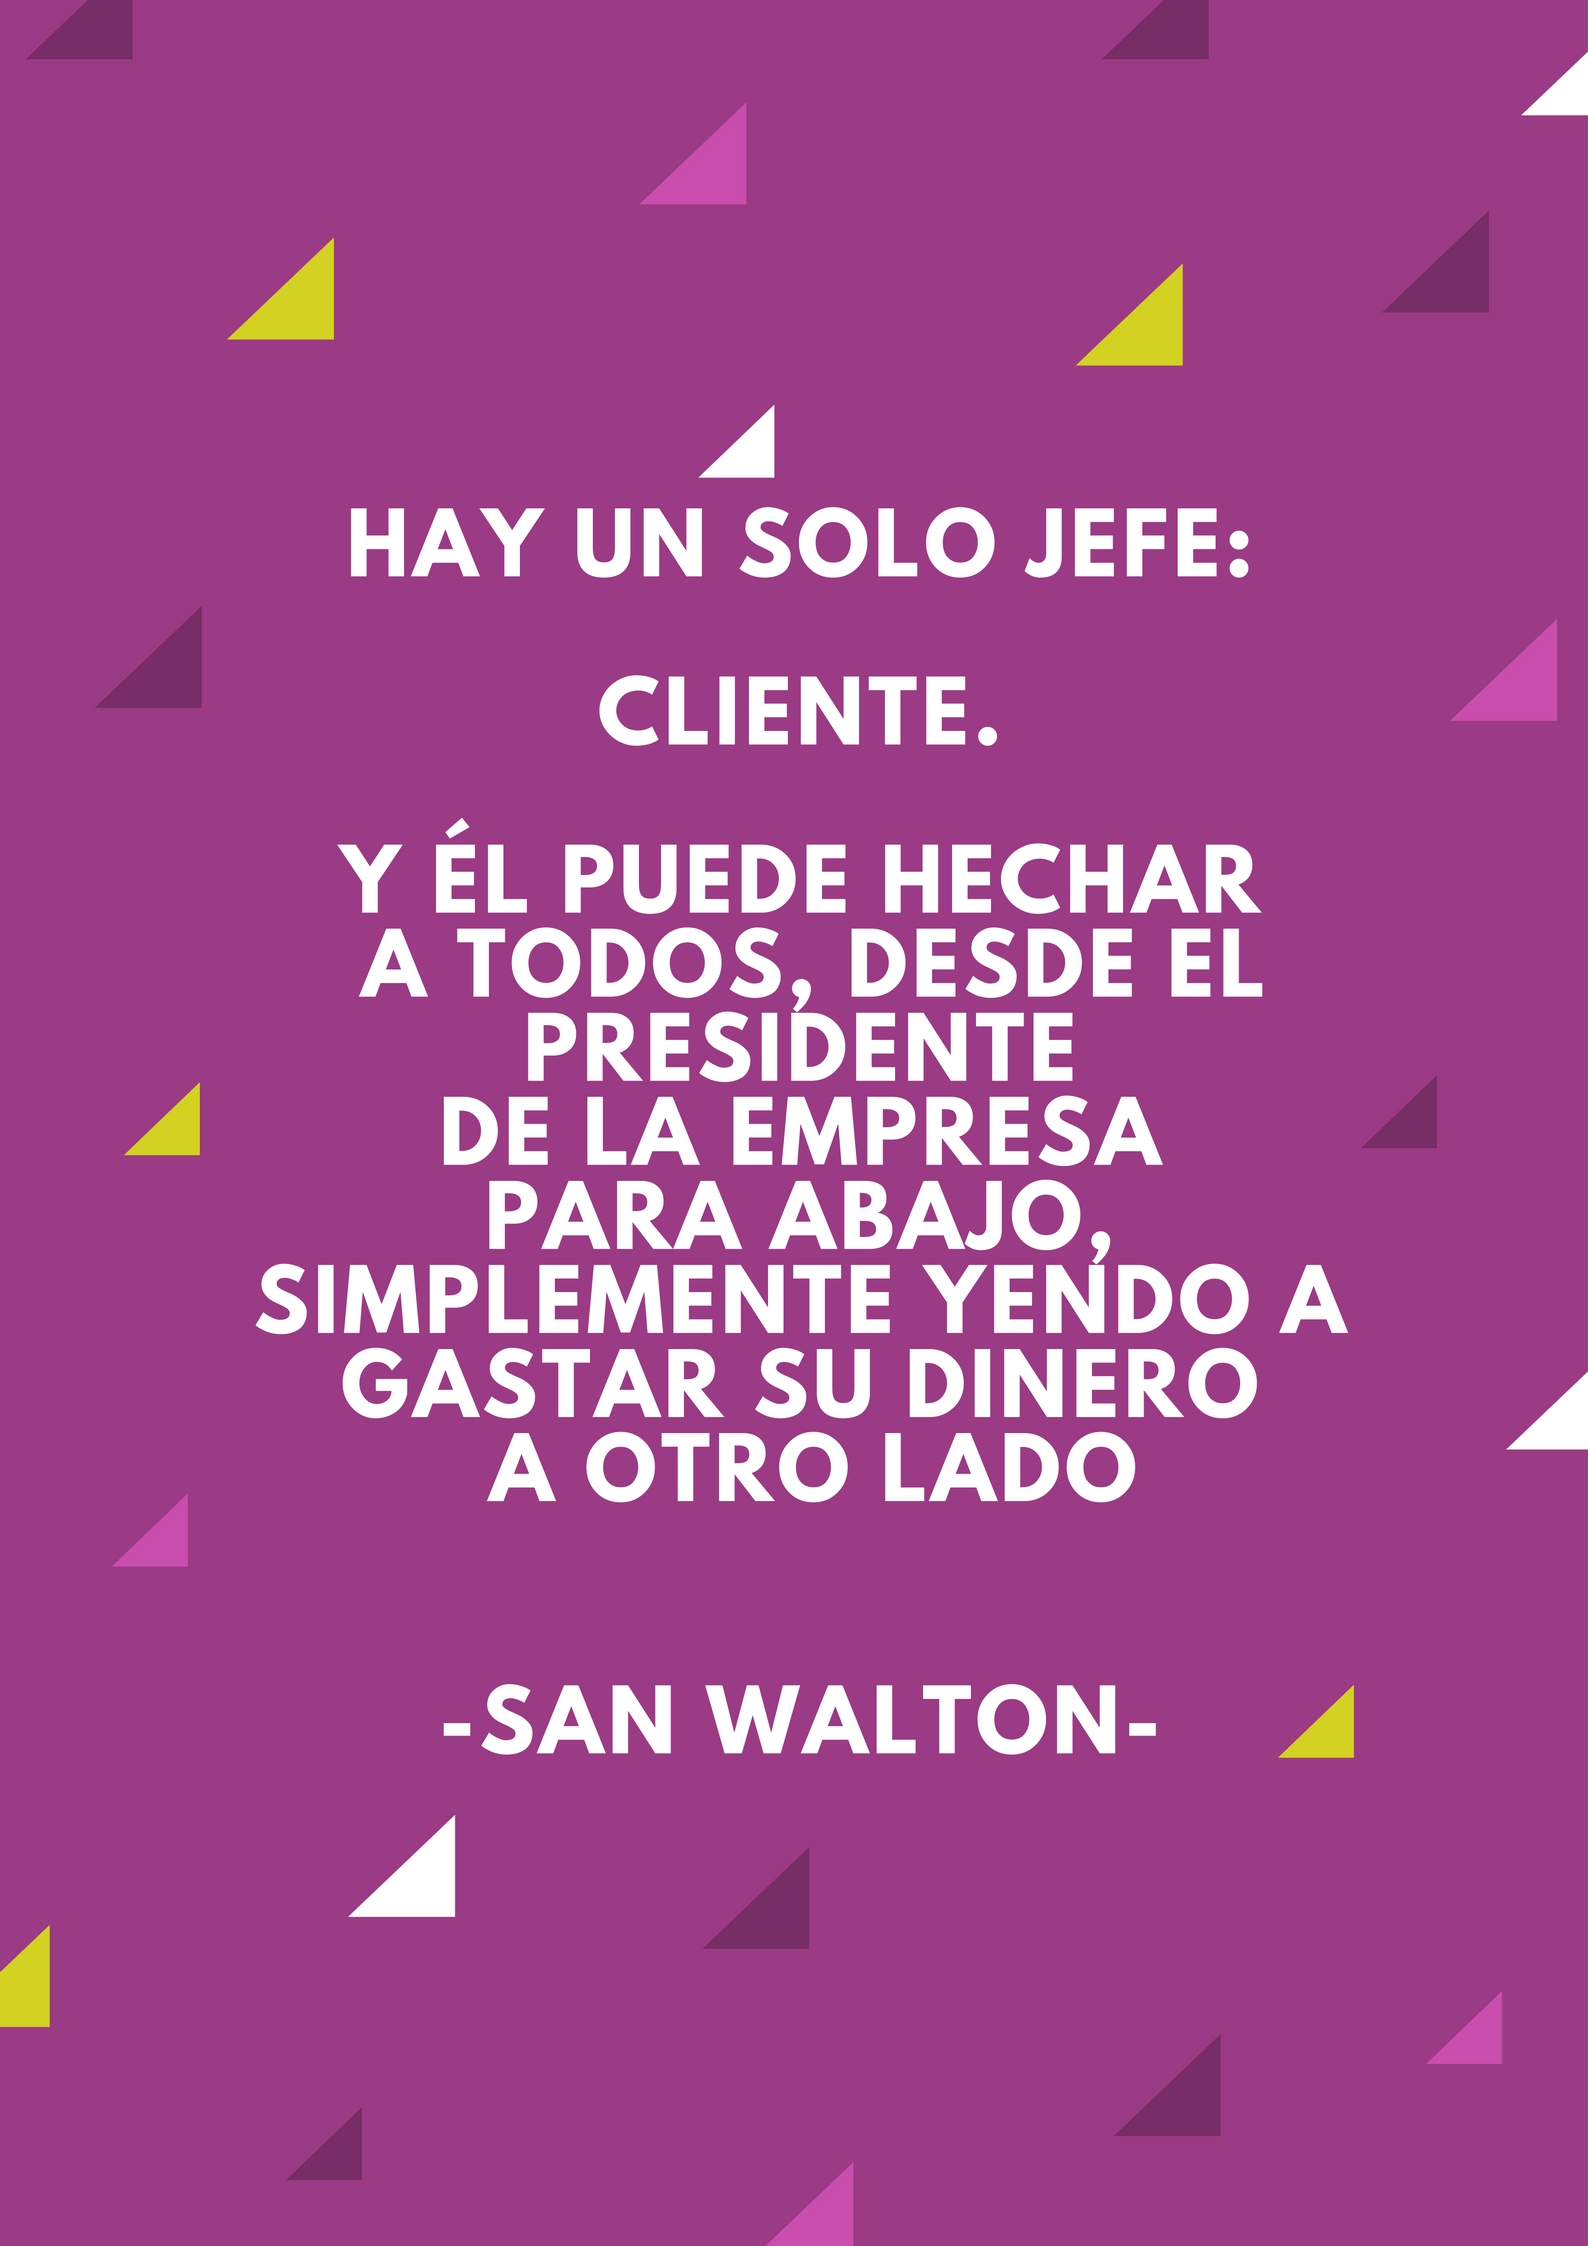 HAY UN SOLO JEFE:
CLIENTE.
Y ÉL PUEDE HECHAR
A TODOS, DESDE EL
PRESIDENTE
DE LA EMPRESA
PARA ABAJO,
SIMPLEMENTE YENDO A
GASTAR SU DINERO
A OTRO LADO
-SAN WALTON-